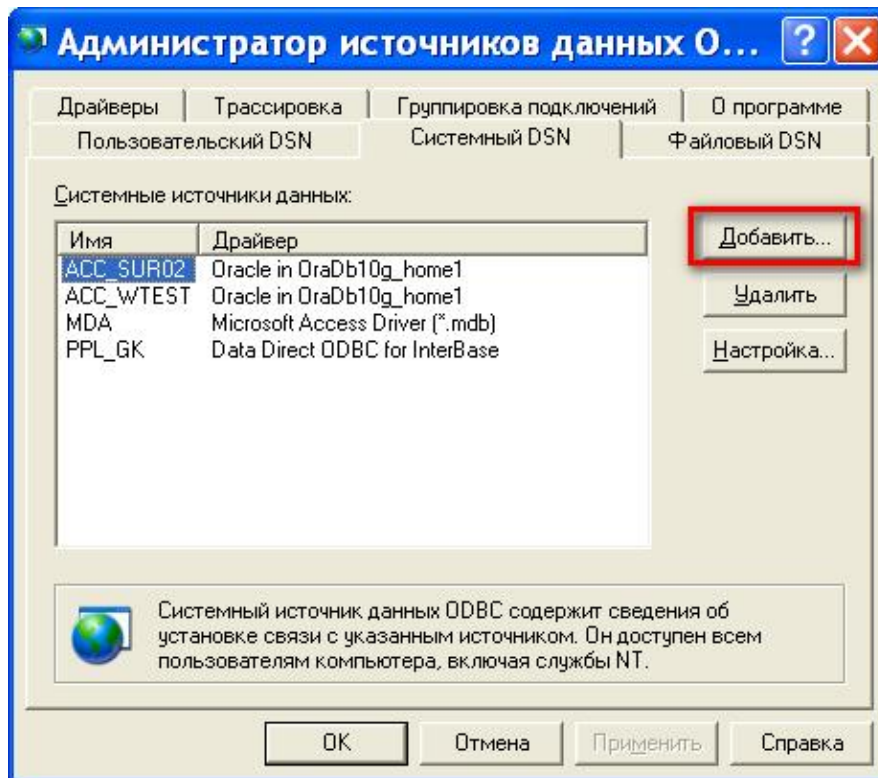 Администратор источников данных O...
Драйверы Трассировка Группировка подключений О программе
Пользовательский DSN Системный DSN Файловый DSN
Системные источники данных:
Имя Драйвер
ACC_SUR02 Oracle in OraDb10g_home1
ACC_WTEST Oracle in OraDb10g_home1
MDA Microsoft Access Driver (*.mdb)
PPL_GK Data Direct ODBC for InterBase
Добавить...
Удалить
Настройка...
Системный источник данных ODBC содержит сведения об
установке связи с указанным источником. Он доступен всем
пользователям компьютера, включая службы NT.
OK Отмена Применить Справка